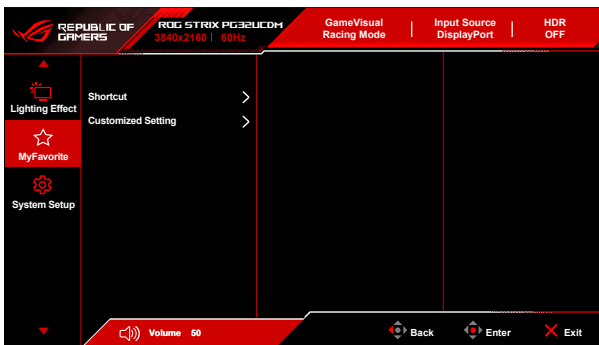 REPUBLIC OF
GAMERS
ROG STRIX PG32UCDM
3840x2160 | 60Hz
GameVisual
Racing Mode
Input Source
DisplayPort
HDR
OFF
Lighting Effect
MyFavorite
System Setup
Shortcut
Customized Setting
Volume 50
Back
Enter
Exit